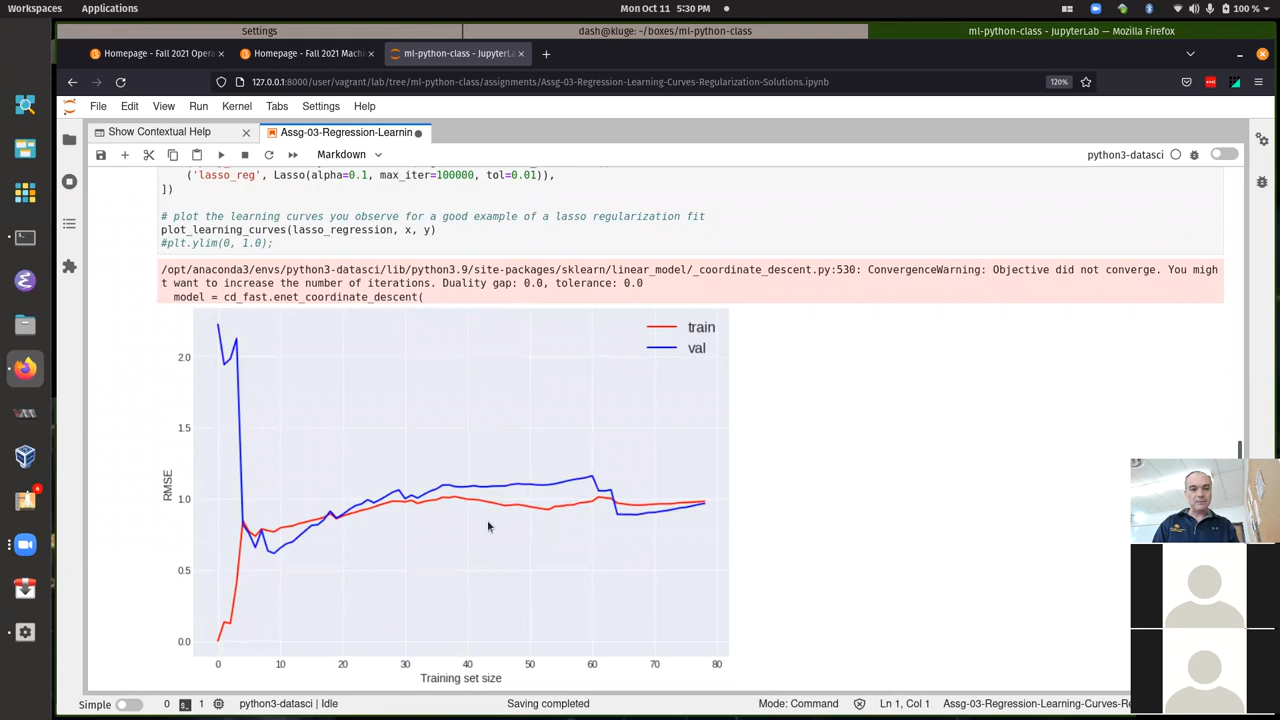 Workspaces Applications Mon Oct 11 5:30 PM 100 %
Settings dash@kluge: ~/boxes/ml-python-class ml-python-class - JupyterLab — Mozilla Firefox
Homepage - Fall 2021 Opera Homepage - Fall 2021 Machi ml-python-class - JupyterLab
127.0.0.1:8000/user/vagrant/lab/tree/ml-python-class/assignments/Assg-03-Regression-Learning-Curves-Regularization-Solutions.ipynb 120%
File Edit View Run Kernel Tabs Settings Help
Show Contextual Help Assg-03-Regression-Learnin
Markdown python3-datasci
('lasso_reg', Lasso(alpha=0.1, max_iter=100000, tol=0.01)),
])
# plot the learning curves you observe for a good example of a lasso regularization fit
plot_learning_curves(lasso_regression, x, y)
#plt.ylim(0, 1.0);
/opt/anaconda3/envs/python3-datasci/lib/python3.9/site-packages/sklearn/linear_model/_coordinate_descent.py:530: ConvergenceWarning: Objective did not converge. You migh
t want to increase the number of iterations. Duality gap: 0.0, tolerance: 0.0
model = cd_fast.enet_coordinate_descent(
train
val
2.0
1.5
1.0
0.5
0.0
RMSE
0 10 20 30 40 50 60 70 80
Training set size
Simple 0 1 python3-datasci | Idle Saving completed Mode: Command Ln 1, Col 1 Assg-03-Regression-Learning-Curves-Re